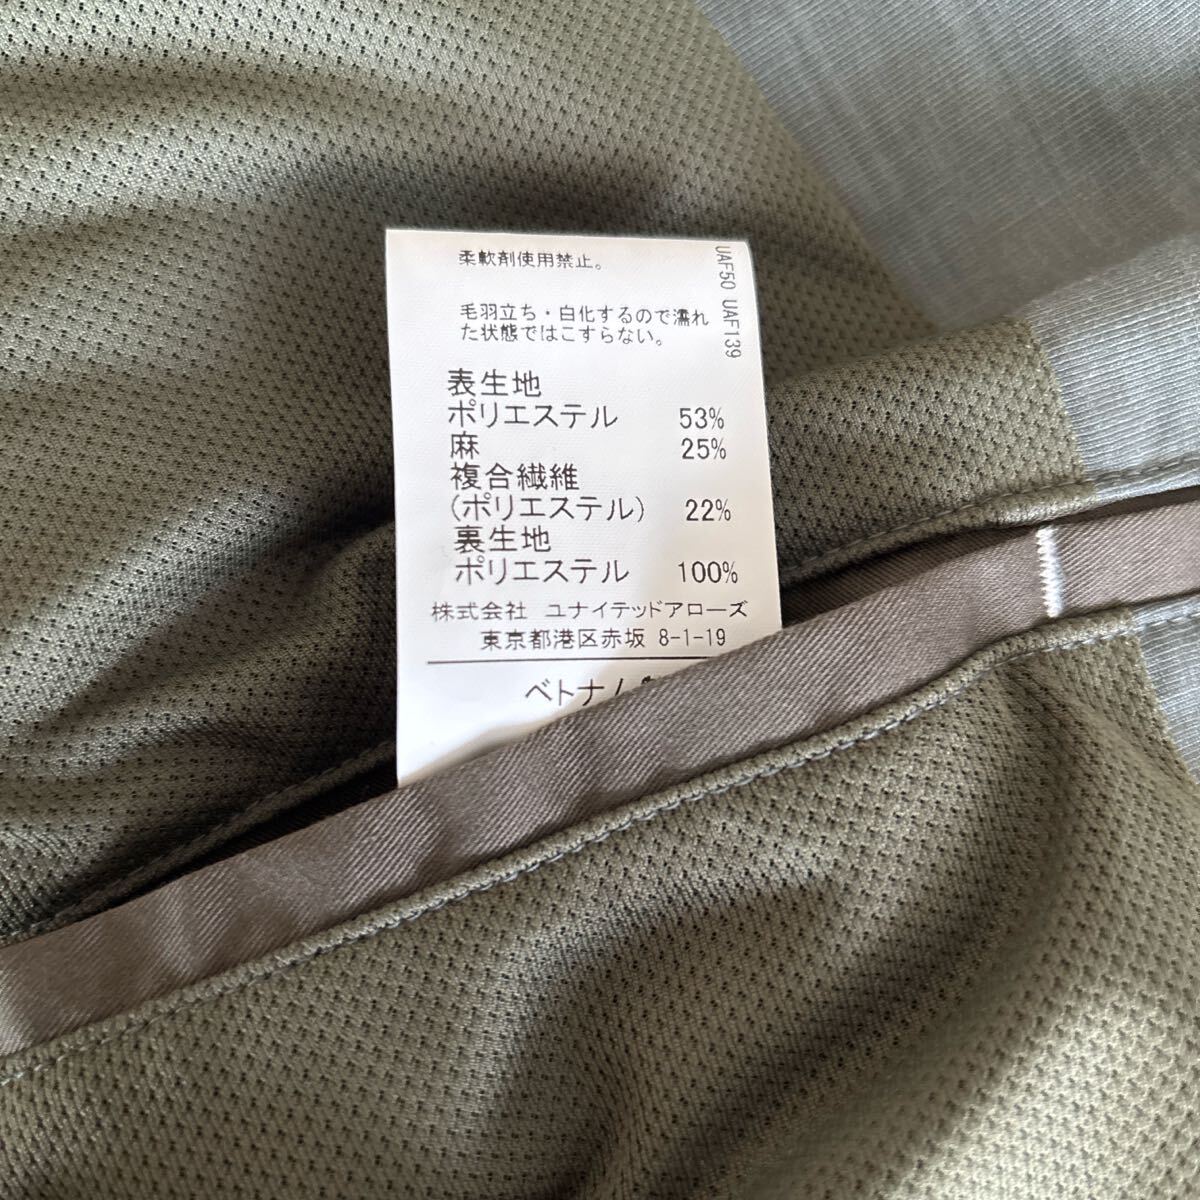 柔軟剤使用禁止。
毛羽立ち・白化するので濡れ
た状態ではこすらない。
UAF50 UAF139
表生地
ポリエステル 53%
麻 25%
複合繊維
(ポリエステル) 22%
裏生地
ポリエステル 100%
株式会社 ユナイテッドアローズ
東京都港区赤坂 8-1-19